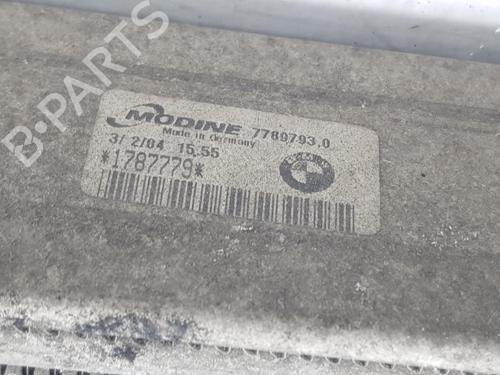 MODINE 7789793.0
Made in Germany
3/ 2/04 15.55
*1787779*
B-PARTS